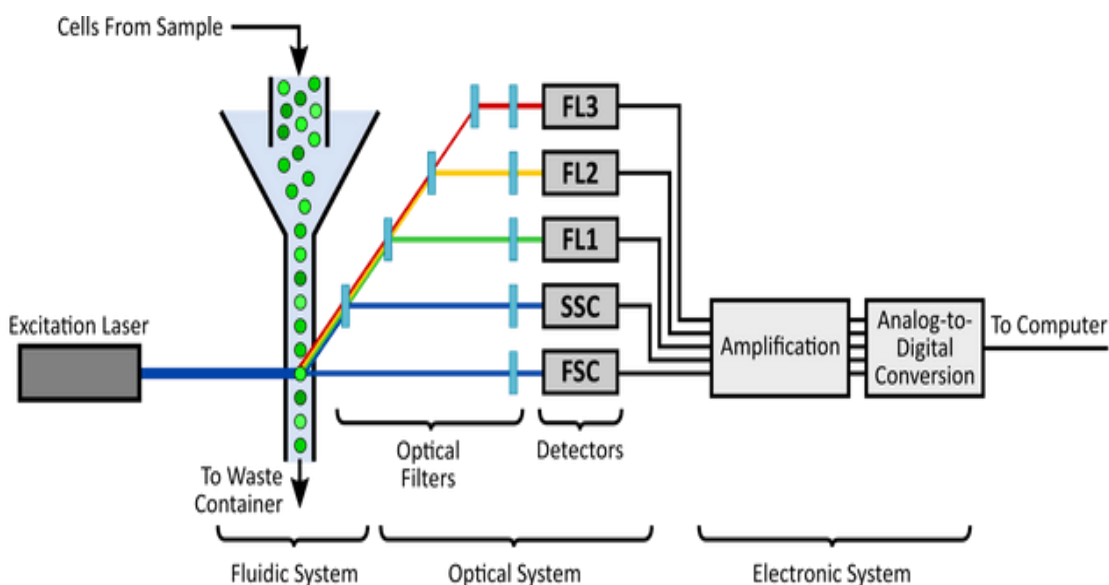 Cells From Sample
FL3
FL2
FL1
SSC
FSC
Excitation Laser
Amplification
Analog-to-
Digital
Conversion
To Computer
Optical
Filters
Detectors
To Waste
Container
Fluidic System
Optical System
Electronic System